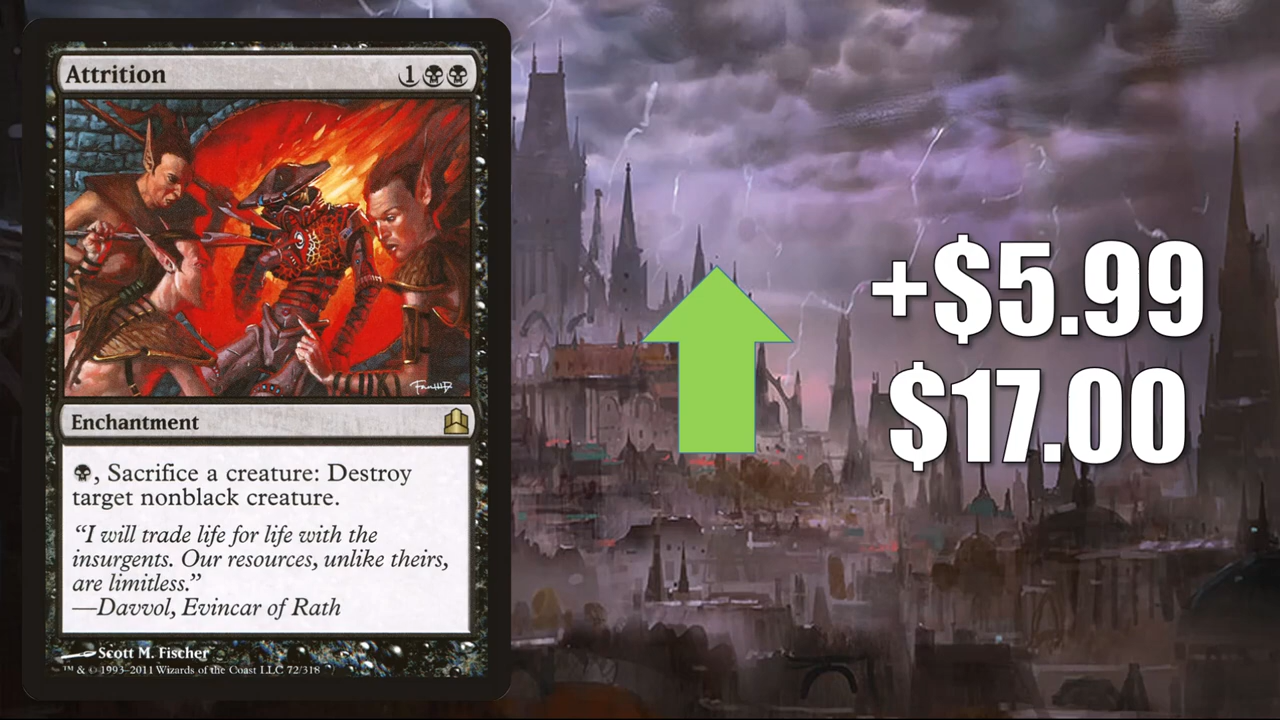 Attrition
1
Enchantment
, Sacrifice a creature: Destroy
target nonblack creature.
“I will trade life for life with the
insurgents. Our resources, unlike theirs,
are limitless.”
—Davvol, Evincar of Rath
Scott M. Fischer
™ & © 1993–2011 Wizards of the Coast LLC 72/318
+$5.99
$17.00